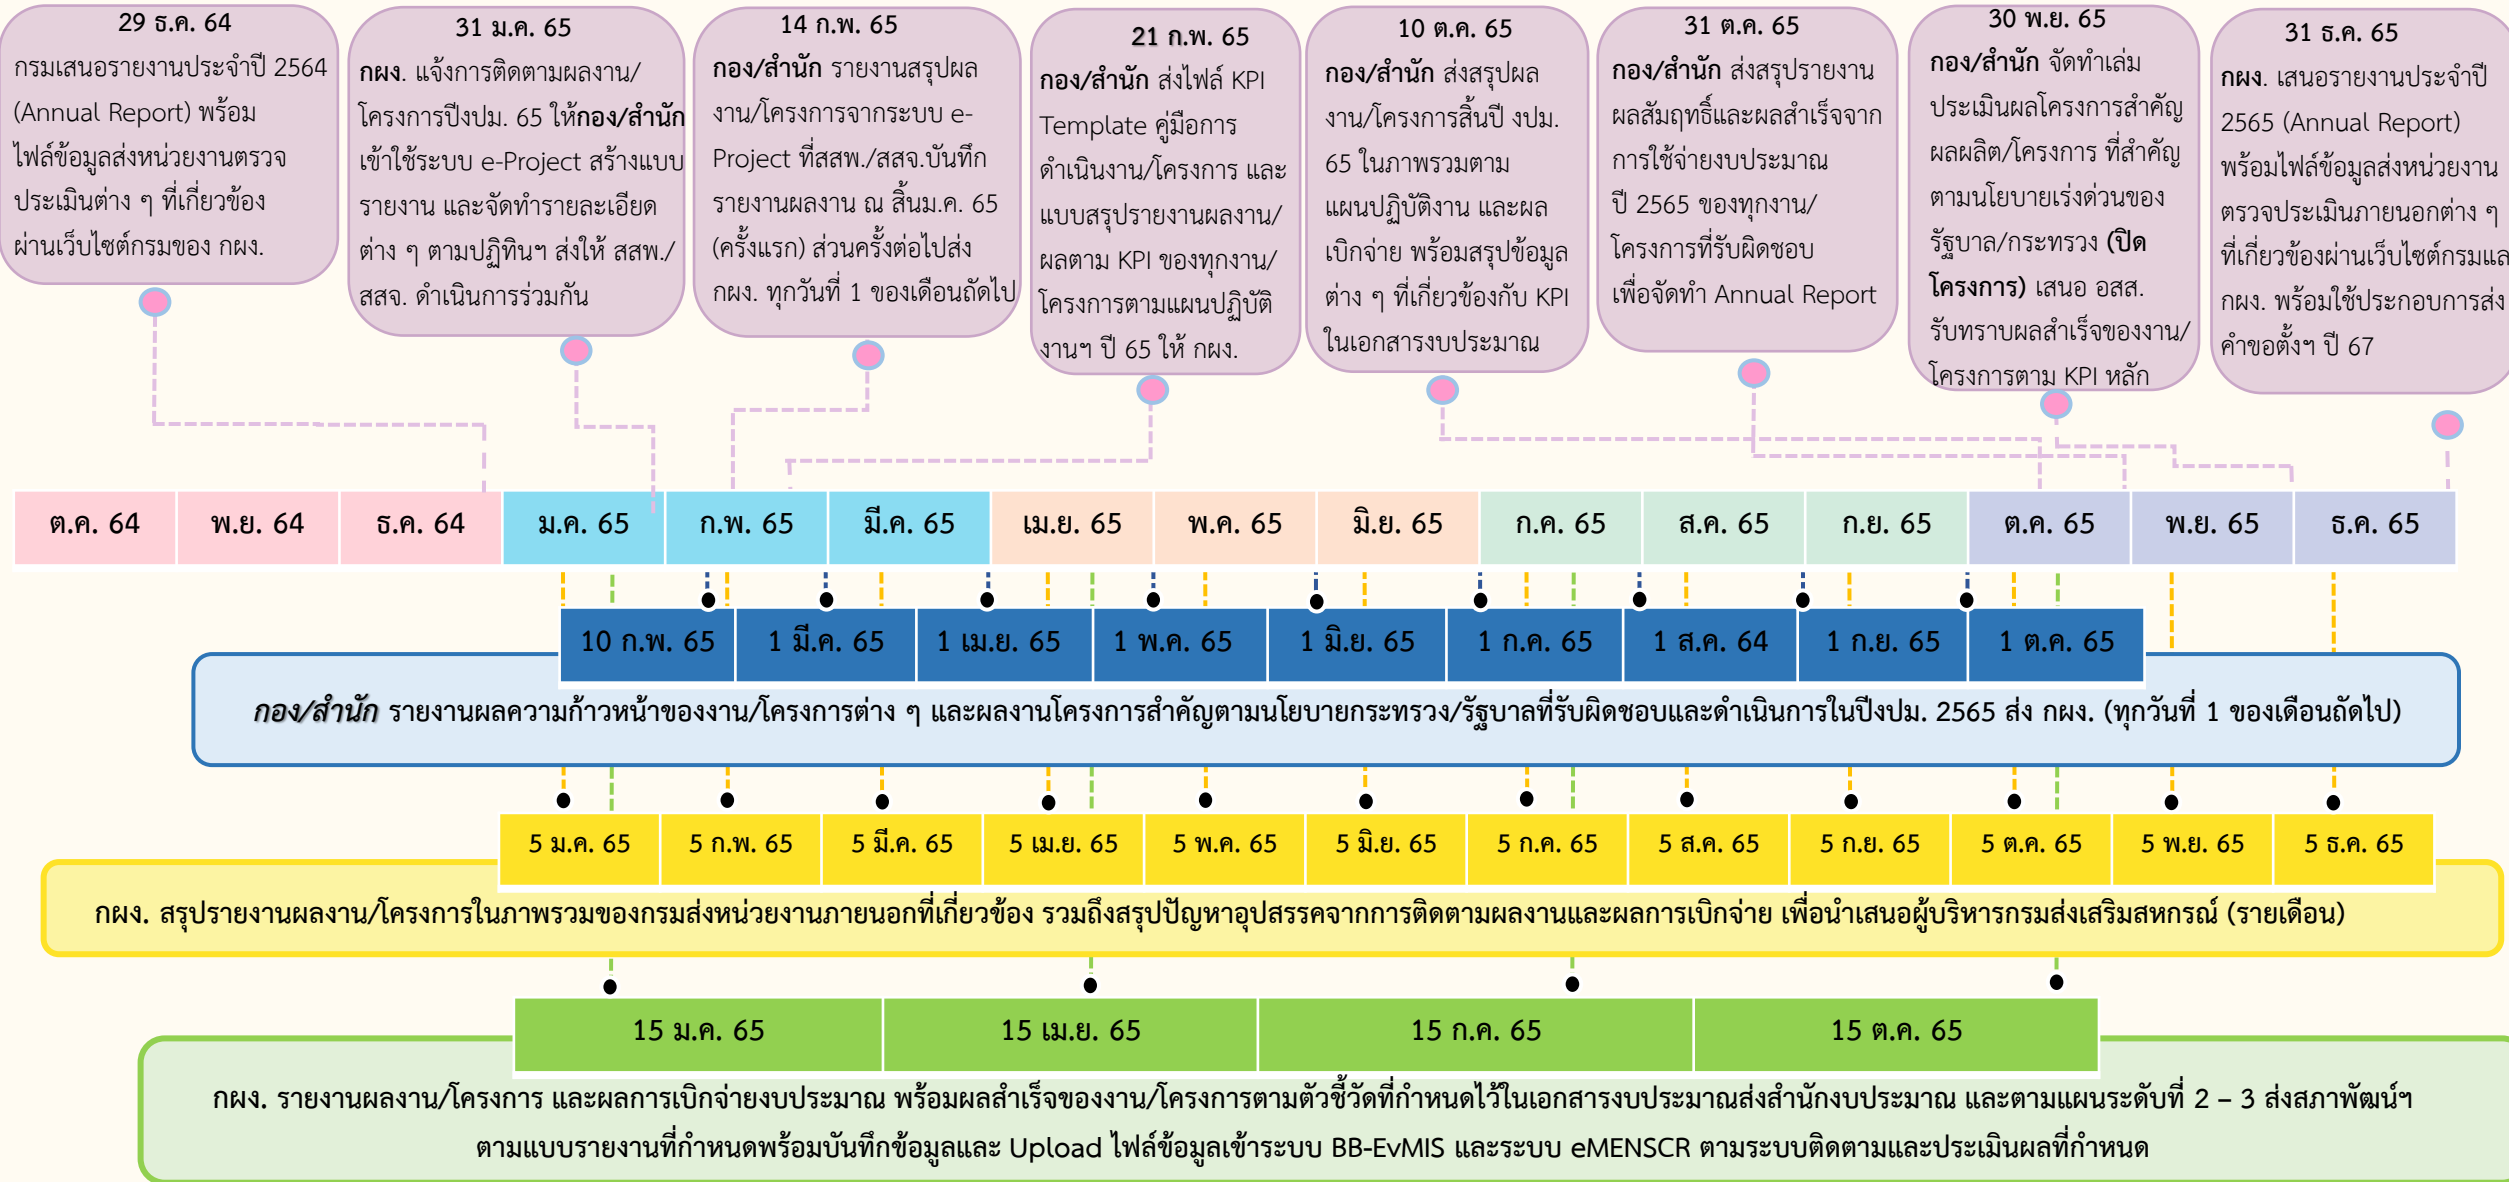 29 ธ.ค. 64
กรมเสนอรายงานประจำปี 2564
(Annual Report) พร้อม
ไฟล์ข้อมูลส่งหน่วยงานตรวจ
ประเมินต่าง ๆ ที่เกี่ยวข้อง
ผ่านเว็บไซต์กรมของ กผง.
31 ม.ค. 65
กผง. แจ้งการติดตามผลงาน/
โครงการปีงปม. 65 ให้กอง/สำนัก
เข้าใช้ระบบ e-Project สร้างแบบ
รายงาน และจัดทำรายละเอียด
ต่าง ๆ ตามปฏิทินฯ ส่งให้ สสพ./
สสจ. ดำเนินการร่วมกัน
14 ก.พ. 65
กอง/สำนัก รายงานสรุปผล
งาน/โครงการจากระบบ e-
Project ที่สสพ./สสจ.บันทึก
รายงานผลงาน ณ สิ้นม.ค. 65
(ครั้งแรก) ส่วนครั้งต่อไปส่ง
กผง. ทุกวันที่ 1 ของเดือนถัดไป
21 ก.พ. 65
กอง/สำนัก ส่งไฟล์ KPI
Template คู่มือการ
ดำเนินงาน/โครงการ และ
แบบสรุปรายงานผลงาน/
ผลตาม KPI ของทุกงาน/
โครงการตามแผนปฏิบัติ
งานฯ ปี 65 ให้ กผง.
10 ต.ค. 65
กอง/สำนัก ส่งสรุปผล
งาน/โครงการสิ้นปี งปม.
65 ในภาพรวมตาม
แผนปฏิบัติงาน และผล
เบิกจ่าย พร้อมสรุปข้อมูล
ต่าง ๆ ที่เกี่ยวข้องกับ KPI
ในเอกสารงบประมาณ
31 ต.ค. 65
กอง/สำนัก ส่งสรุปรายงาน
ผลสัมฤทธิ์และผลสำเร็จจาก
การใช้จ่ายงบประมาณ
ปี 2565 ของทุกงาน/
โครงการที่รับผิดชอบ
เพื่อจัดทำ Annual Report
30 พ.ย. 65
กอง/สำนัก จัดทำเล่ม
ประเมินผลโครงการสำคัญ
ผลผลิต/โครงการ ที่สำคัญ
ตามนโยบายเร่งด่วนของ
รัฐบาล/กระทรวง (ปิด
โครงการ) เสนอ อสส.
รับทราบผลสำเร็จของงาน/
โครงการตาม KPI หลัก
31 ธ.ค. 65
กผง. เสนอรายงานประจำปี
2565 (Annual Report)
พร้อมไฟล์ข้อมูลส่งหน่วยงาน
ตรวจประเมินภายนอกต่าง ๆ
ที่เกี่ยวข้องผ่านเว็บไซต์กรมแล
กผง. พร้อมใช้ประกอบการส่ง
คำขอตั้งฯ ปี 67
ต.ค. 64 พ.ย. 64 ธ.ค. 64 ม.ค. 65 ก.พ. 65 มี.ค. 65 เม.ย. 65 พ.ค. 65 มิ.ย. 65 ก.ค. 65 ส.ค. 65 ก.ย. 65 ต.ค. 65 พ.ย. 65 ธ.ค. 65
10 ก.พ. 65 1 มี.ค. 65 1 เม.ย. 65 1 พ.ค. 65 1 มิ.ย. 65 1 ก.ค. 65 1 ส.ค. 64 1 ก.ย. 65 1 ต.ค. 65
กอง/สำนัก รายงานผลความก้าวหน้าของงาน/โครงการต่าง ๆ และผลงานโครงการสำคัญตามนโยบายกระทรวง/รัฐบาลที่รับผิดชอบและดำเนินการในปีงปม. 2565 ส่ง กผง. (ทุกวันที่ 1 ของเดือนถัดไป)
5 ม.ค. 65 5 ก.พ. 65 5 มี.ค. 65 5 เม.ย. 65 5 พ.ค. 65 5 มิ.ย. 65 5 ก.ค. 65 5 ส.ค. 65 5 ก.ย. 65 5 ต.ค. 65 5 พ.ย. 65 5 ธ.ค. 65
กผง. สรุปรายงานผลงาน/โครงการในภาพรวมของกรมส่งหน่วยงานภายนอกที่เกี่ยวข้อง รวมถึงสรุปปัญหาอุปสรรคจากการติดตามผลงานและผลการเบิกจ่าย เพื่อนำเสนอผู้บริหารกรมส่งเสริมสหกรณ์ (รายเดือน)
15 ม.ค. 65 15 เม.ย. 65 15 ก.ค. 65 15 ต.ค. 65
กผง. รายงานผลงาน/โครงการ และผลการเบิกจ่ายงบประมาณ พร้อมผลสำเร็จของงาน/โครงการตามตัวชี้วัดที่กำหนดไว้ในเอกสารงบประมาณส่งสำนักงบประมาณ และตามแผนระดับที่ 2 – 3 ส่งสภาพัฒน์ฯ
ตามแบบรายงานที่กำหนดพร้อมบันทึกข้อมูลและ Upload ไฟล์ข้อมูลเข้าระบบ BB-EvMIS และระบบ eMENSCR ตามระบบติดตามและประเมินผลที่กำหนด